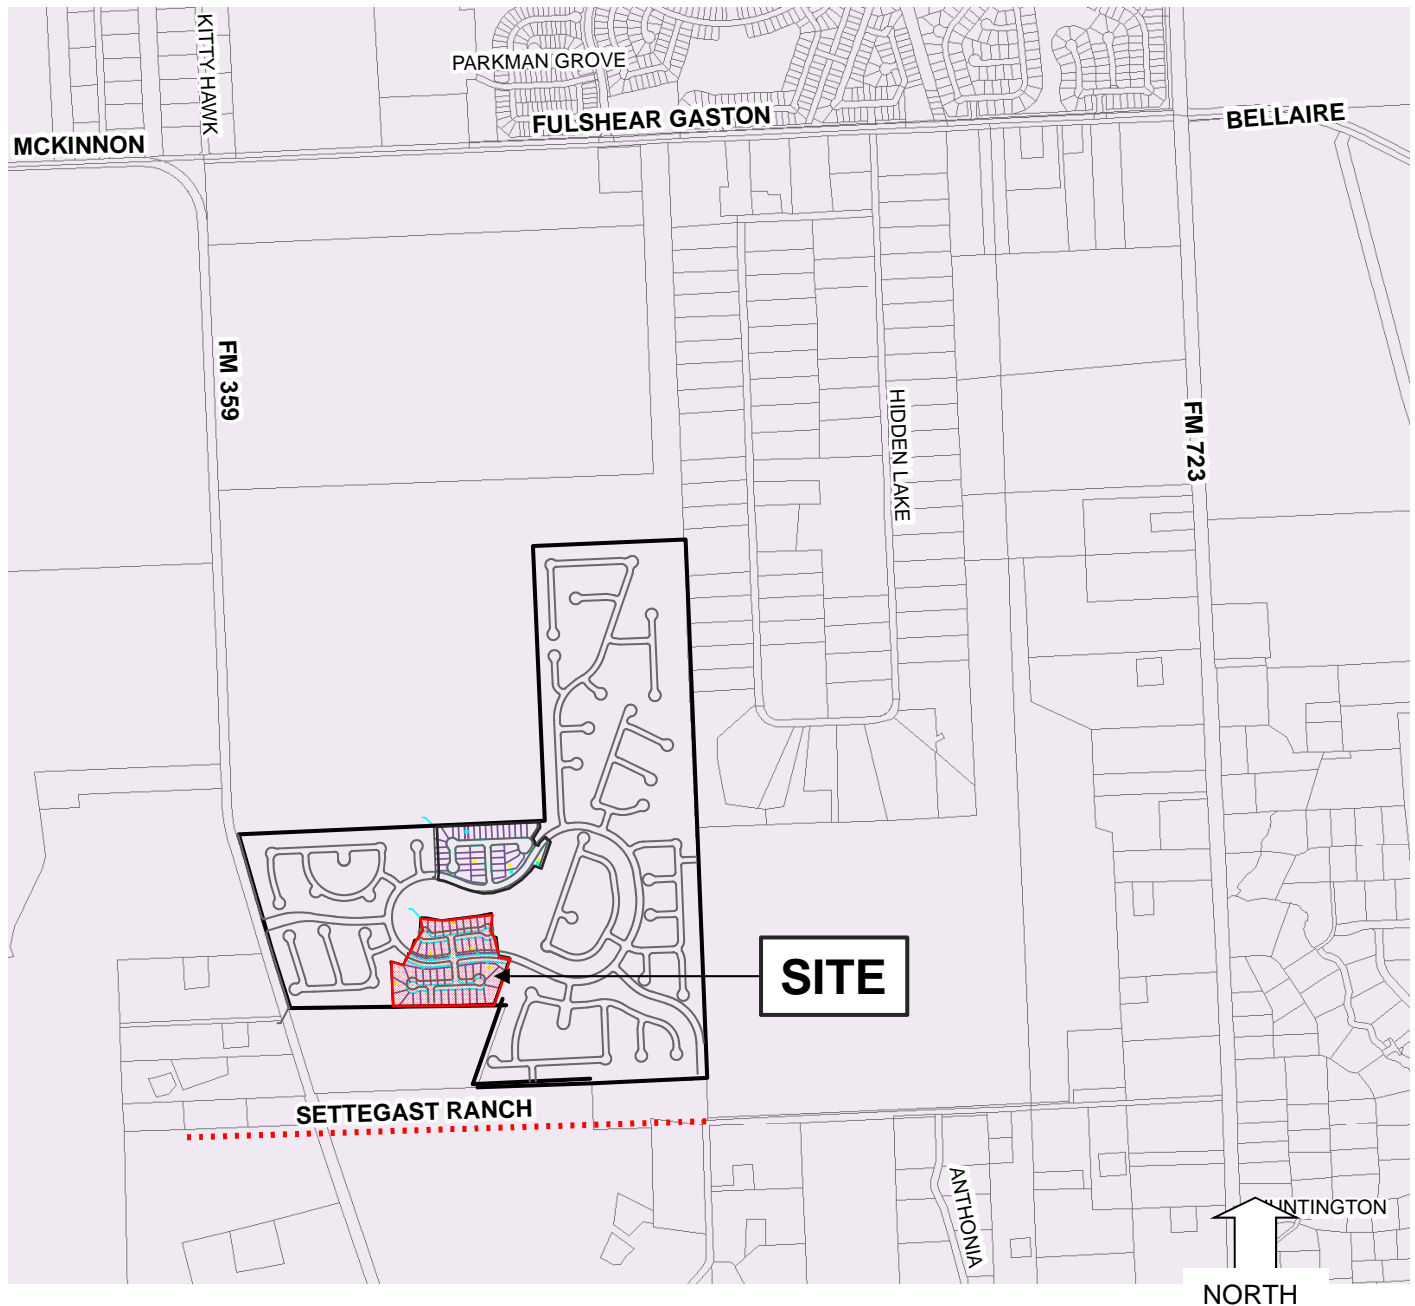 KITTY HAWK
PARKMAN GROVE
FULSHEAR GASTON
BELLAIRE
MCKINNON
FM 359
HIDDEN LAKE
FM 723
SITE
SETTEGAST RANCH
ANTHONIA
NORTH